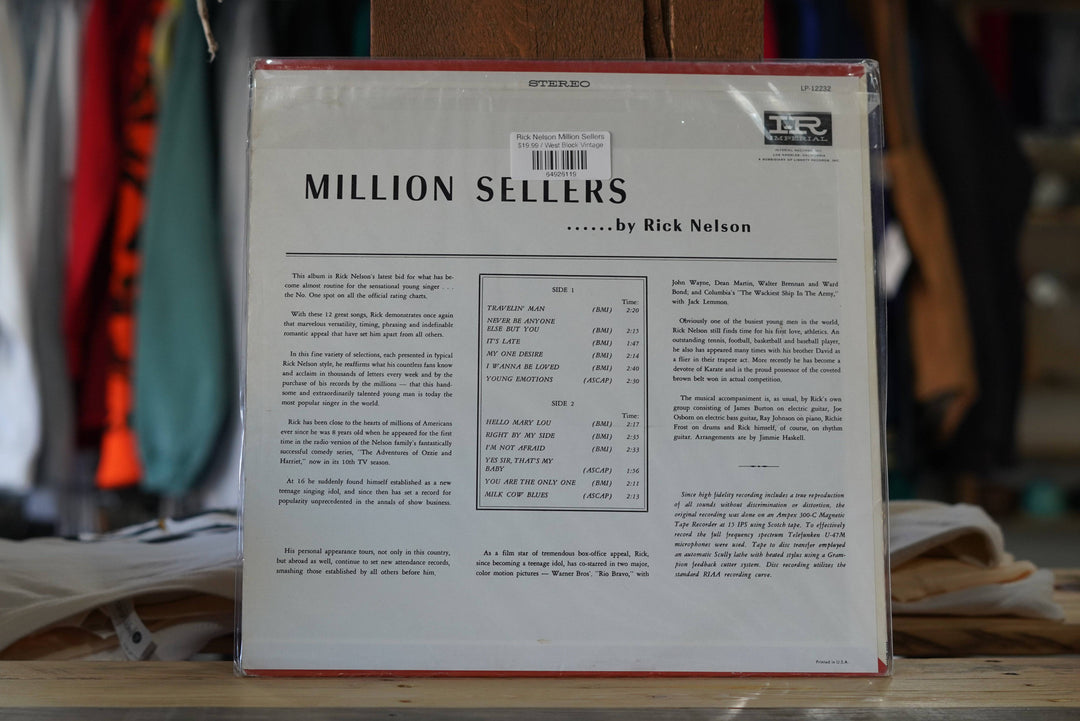 STEREO
LP-12232
Rick Nelson Million Sellers
$19.99 / West Block Vintage
64926119
IR
IMPERIAL
IMPERIAL RECORDS, INC.
LOS ANGELES, CALIFORNIA
A SUBSIDIARY OF LIBERTY RECORDS, INC.
MILLION SELLERS
......by Rick Nelson
This album is Rick Nelson's latest bid for what has be-
come almost routine for the sensational young singer . . .
the No. One spot on all the official rating charts.
With these 12 great songs, Rick demonstrates once again
that marvelous versatility, timing, phrasing and indefinable
romantic appeal that have set him apart from all others.
In this fine variety of selections, each presented in typical
Rick Nelson style, he reaffirms what his countless fans know
and acclaim in thousands of letters every week and by the
purchase of his records by the millions — that this hand-
some and extraordinarily talented young man is today the
most popular singer in the world.
Rick has been close to the hearts of millions of Americans
ever since he was 8 years old when he appeared for the first
time in the radio version of the Nelson family's fantastically
successful comedy series, "The Adventures of Ozzie and
Harriet," now in its 10th TV season.
At 16 he suddenly found himself established as a new
teenage singing idol, and since then has set a record for
popularity unprecedented in the annals of show business.
His personal appearance tours, not only in this country,
but abroad as well, continue to set new attendance records,
smashing those established by all others before him.
SIDE 1
Time:
TRAVELIN' MAN (BMI) 2:20
NEVER BE ANYONE
ELSE BUT YOU (BMI) 2:15
IT'S LATE (BMI) 1:47
MY ONE DESIRE (BMI) 2:14
I WANNA BE LOVED (BMI) 2:40
YOUNG EMOTIONS (ASCAP) 2:30
SIDE 2
Time:
HELLO MARY LOU (BMI) 2:17
RIGHT BY MY SIDE (BMI) 2:35
I'M NOT AFRAID (BMI) 2:33
YES SIR, THAT'S MY
BABY (ASCAP) 1:56
YOU ARE THE ONLY ONE (BMI) 2:11
MILK COW BLUES (ASCAP) 2:13
As a film star of tremendous box-office appeal, Rick,
since becoming a teenage idol, has co-starred in two major,
color motion pictures — Warner Bros', "Rio Bravo," with
John Wayne, Dean Martin, Walter Brennan and Ward
Bond; and Columbia's "The Wackiest Ship In The Army,"
with Jack Lemmon.
Obviously one of the busiest young men in the world,
Rick Nelson still finds time for his first love, athletics. An
outstanding tennis, football, basketball and baseball player,
he also has appeared many times with his brother David as
a flier in their trapeze act. More recently he has become a
devotee of Karate and is the proud possessor of the coveted
brown belt won in actual competition.
The musical accompaniment is, as usual, by Rick's own
group consisting of James Burton on electric guitar, Joe
Osborn on electric bass guitar, Ray Johnson on piano, Richie
Frost on drums and Rick himself, of course, on rhythm
guitar. Arrangements are by Jimmie Haskell.
Since high fidelity recording includes a true reproduction
of all sounds without discrimination or distortion, the
original recording was done on an Ampex 300-C Magnetic
Tape Recorder at 15 IPS using Scotch tape. To effectively
record the full frequency spectrum Telefunken U-47M
microphones were used. Tape to disc transfer employed
an automatic Scully lathe with heated stylus using a Gram-
pion feedback cutter system. Disc recording utilizes the
standard RIAA recording curve.
Printed in U.S.A.